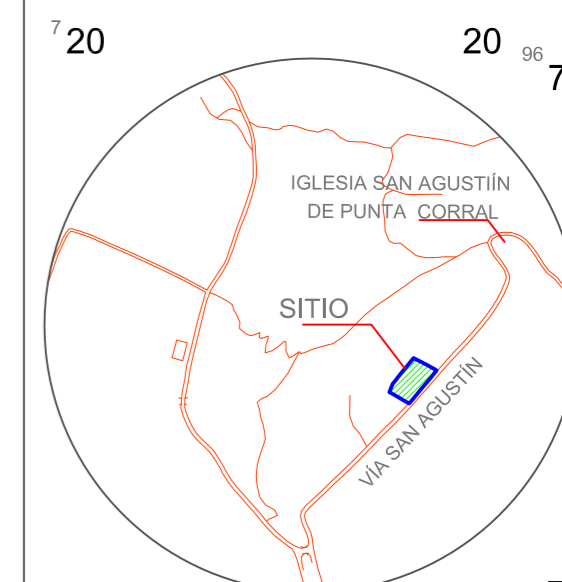 7 20
20 96
7
IGLESIA SAN AGUSTIÍN
DE PUNTA CORRAL
SITIO
VÍA SAN AGUSTÍN